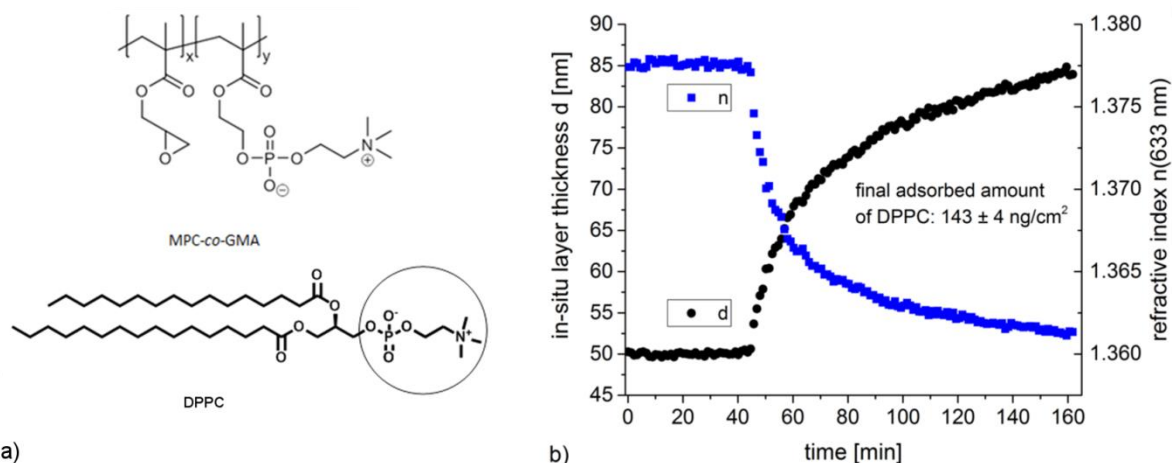 x
y
O
O
O
O
O
O
O
P
O
O
O
⊖
N
⊕
MPC-co-GMA
O
O
O
O
O
O⁻
P
O
O
N⁺
DPPC
a)
in-situ layer thickness d [nm]
90
85
80
75
70
65
60
55
50
45
n
d
final adsorbed amount
of DPPC: 143 ± 4 ng/cm²
1.380
1.375
1.370
1.365
1.360
refractive index n(633 nm)
0 20 40 60 80 100 120 140 160
time [min]
b)